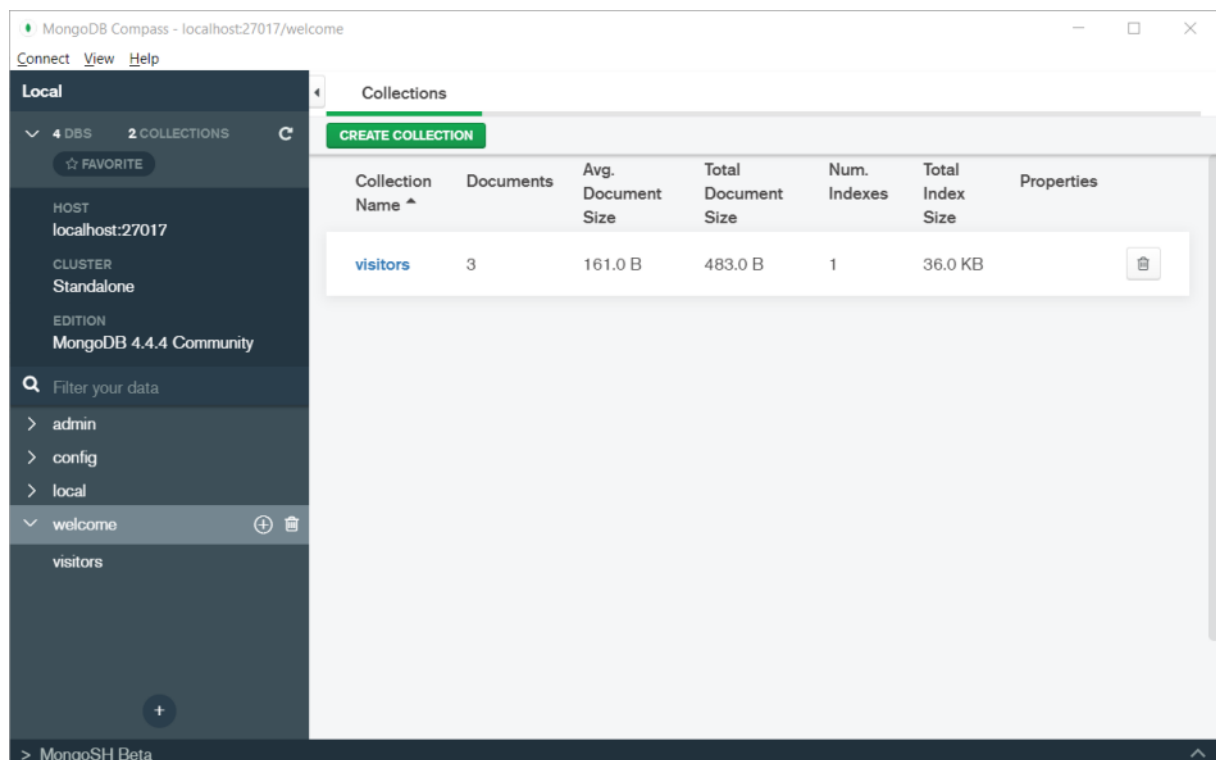 MongoDB Compass - localhost:27017/welcome
Connect View Help
Local
4 DBS 2 COLLECTIONS
☆ FAVORITE
HOST
localhost:27017
CLUSTER
Standalone
EDITION
MongoDB 4.4.4 Community
Filter your data
admin
config
local
welcome
visitors
> MongoSH Beta
Collections
CREATE COLLECTION
Collection Name
Documents
Avg. Document Size
Total Document Size
Num. Indexes
Total Index Size
Properties
visitors 3 161.0 B 483.0 B 1 36.0 KB